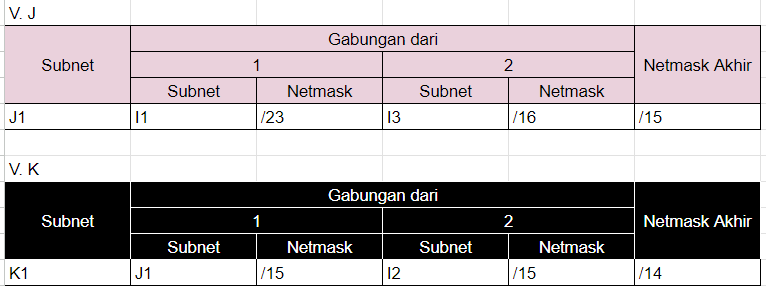 V. J
Gabungan dari
Subnet 1 2 Netmask Akhir
Subnet Netmask Subnet Netmask
J1 I1 /23 I3 /16 /15
V. K
Gabungan dari
Subnet 1 2 Netmask Akhir
Subnet Netmask Subnet Netmask
K1 J1 /15 I2 /15 /14